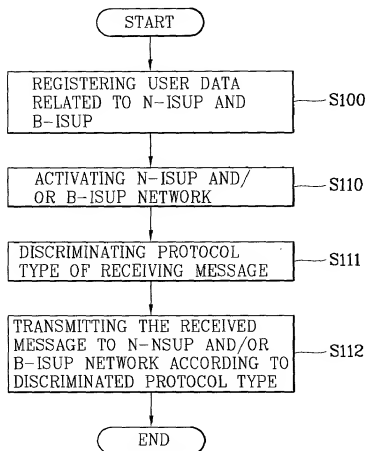 START
REGISTERING USER DATA
RELATED TO N-ISUP AND
B-ISUP
S100
ACTIVATING N-ISUP AND/
OR B-ISUP NETWORK
S110
DISCRIMINATING PROTOCOL
TYPE OF RECEIVING MESSAGE
S111
TRANSMITTING THE RECEIVED
MESSAGE TO N-NSUP AND/OR
B-ISUP NETWORK ACCORDING TO
DISCRIMINATED PROTOCOL TYPE
S112
END